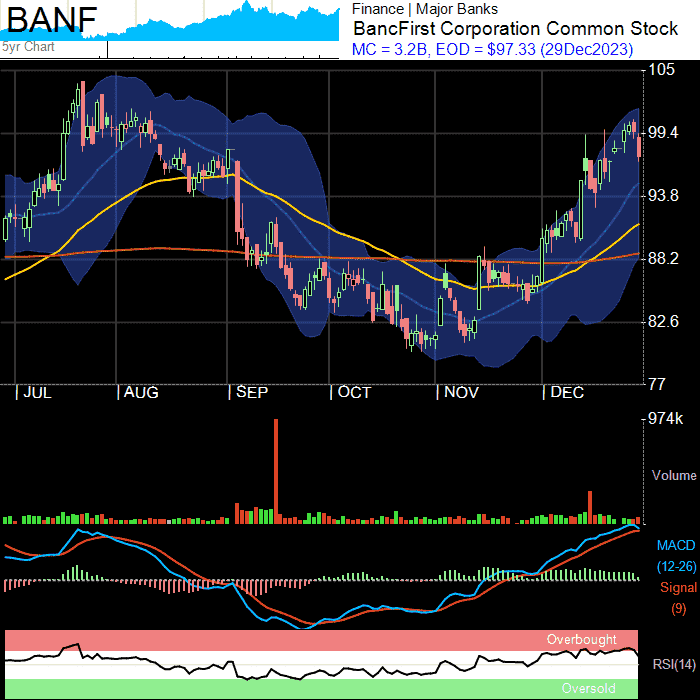 BANF
5yr Chart
Finance | Major Banks
BancFirst Corporation Common Stock
MC = 3.2B, EOD = $97.33 (29Dec2023)
105
99.4
93.8
88.2
82.6
77
| JUL | AUG | SEP | OCT | NOV | DEC
974k
Volume
MACD
(12-26)
Signal
(9)
Overbought
RSI(14)
Oversold